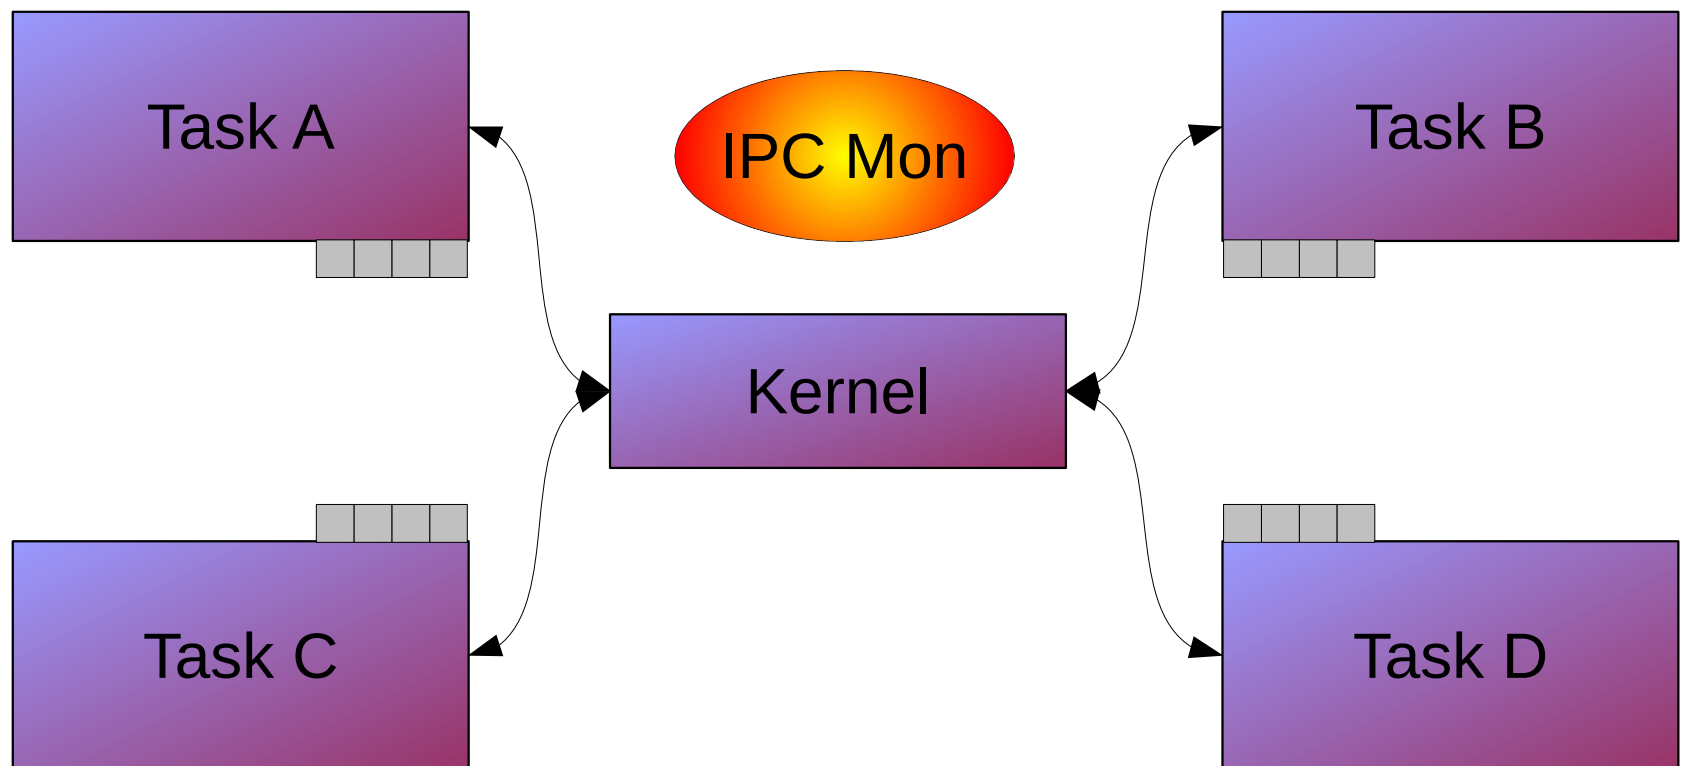 Task A
IPC Mon
Task B
Kernel
Task C
Task D